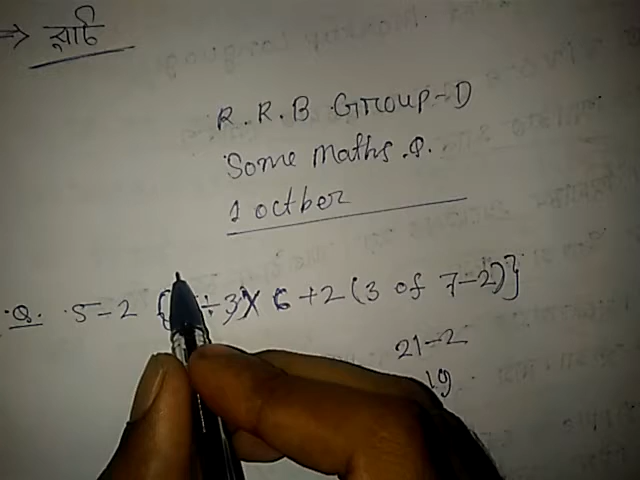 ⇒ সূচি
R.R.B Group-D
Some Maths.Q.
1 octber
Q. 5-2 { ÷3)× 6 +2 (3 of 7-2)}
21-2
19